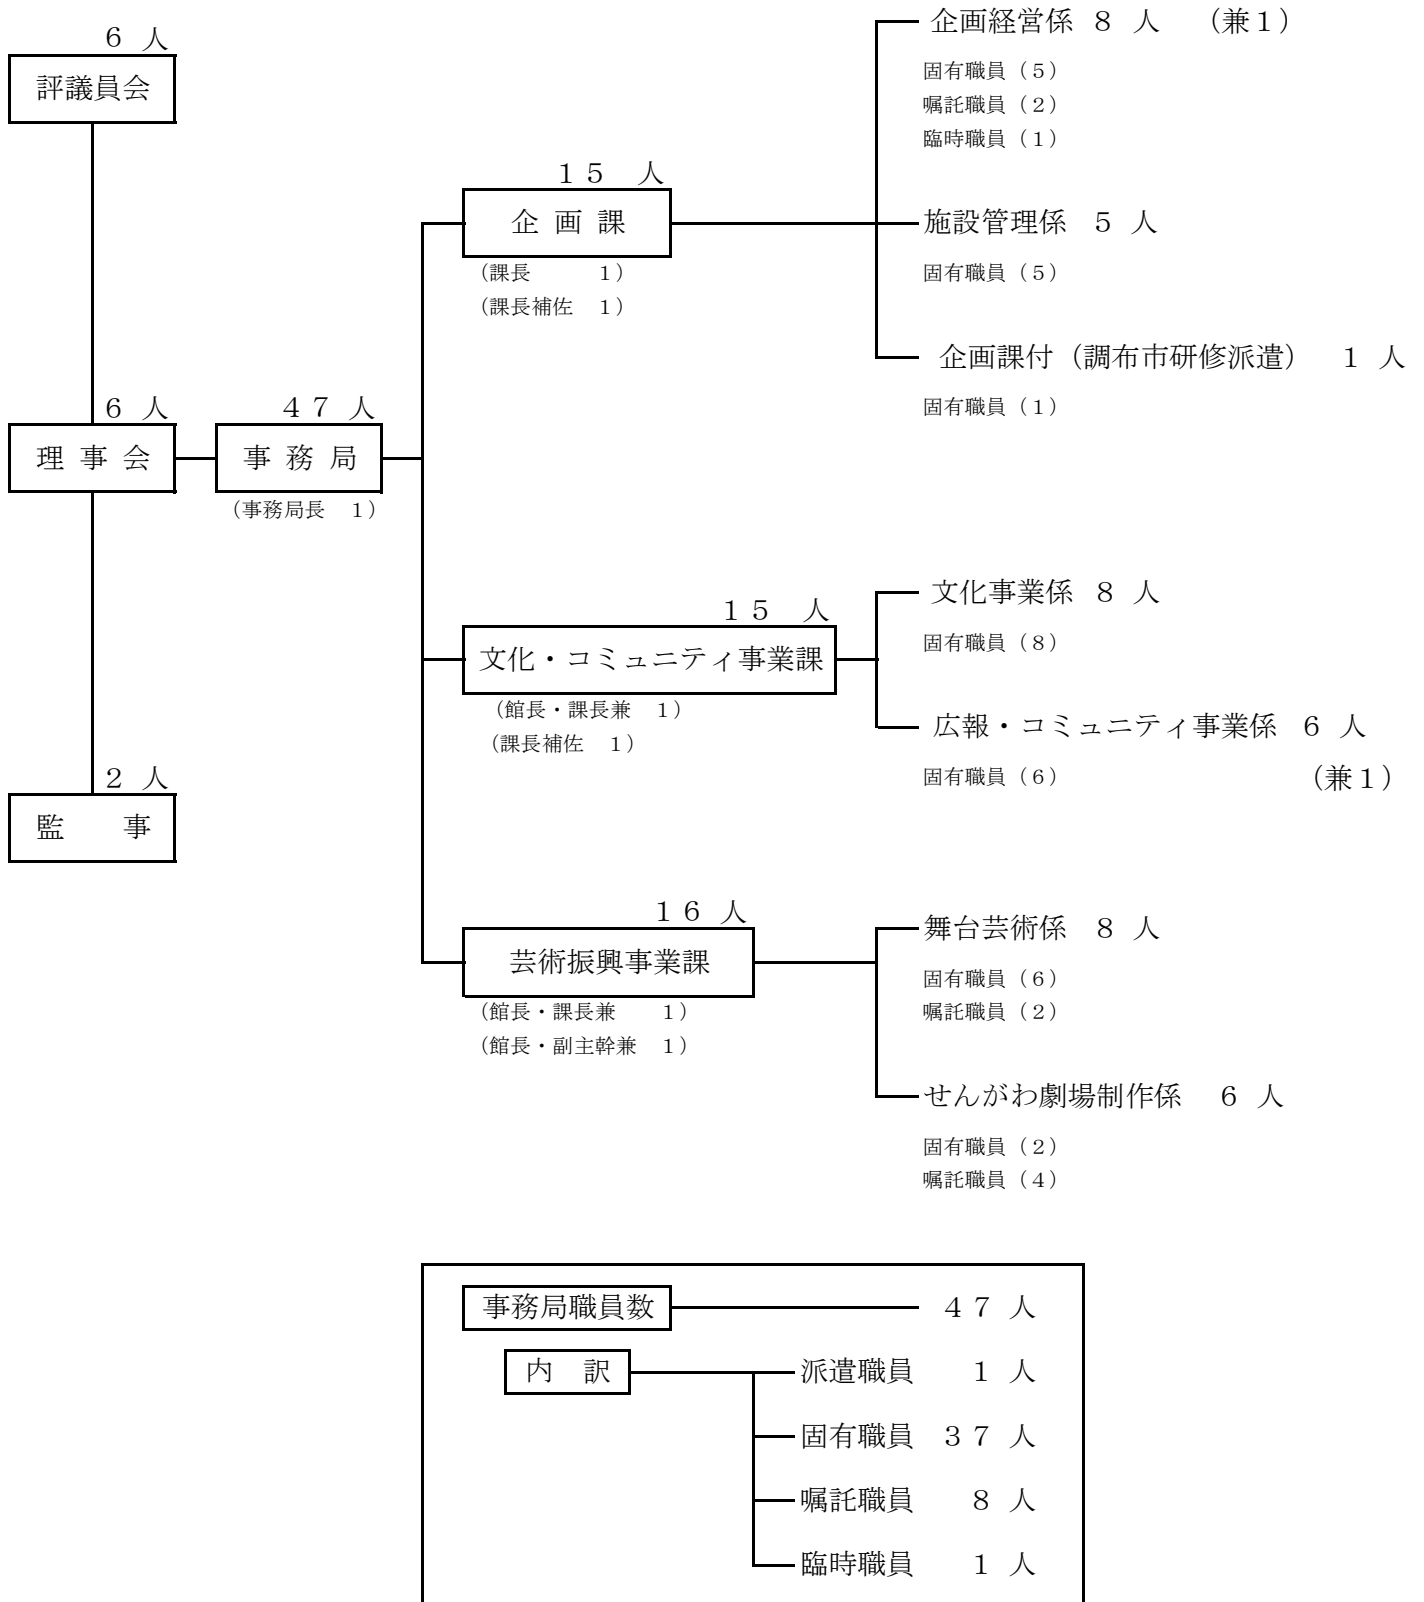 ６ 人
評議員会
６ 人
理 事 会
２ 人
監　　事
４７ 人
事 務 局
（事務局長　１）
１５　人
企 画 課
（課長　　　１）
（課長補佐　１）
企画経営係 ８ 人　（兼１）
固有職員（５）
嘱託職員（２）
臨時職員（１）
施設管理係　５ 人
固有職員（５）
企画課付（調布市研修派遣）　１ 人
固有職員（１）
１５　人
文化・コミュニティ事業課
（館長・課長兼　１）
（課長補佐　１）
文化事業係 ８ 人
固有職員（８）
広報・コミュニティ事業係 ６ 人
固有職員（６）　（兼１）
１６ 人
芸術振興事業課
（館長・課長兼　　１）
（館長・副主幹兼　１）
舞台芸術係　８ 人
固有職員（６）
嘱託職員（２）
せんがわ劇場制作係　６ 人
固有職員（２）
嘱託職員（４）
事務局職員数　４７ 人
内　訳　派遣職員　１ 人
固有職員　３７ 人
嘱託職員　８ 人
臨時職員　１ 人